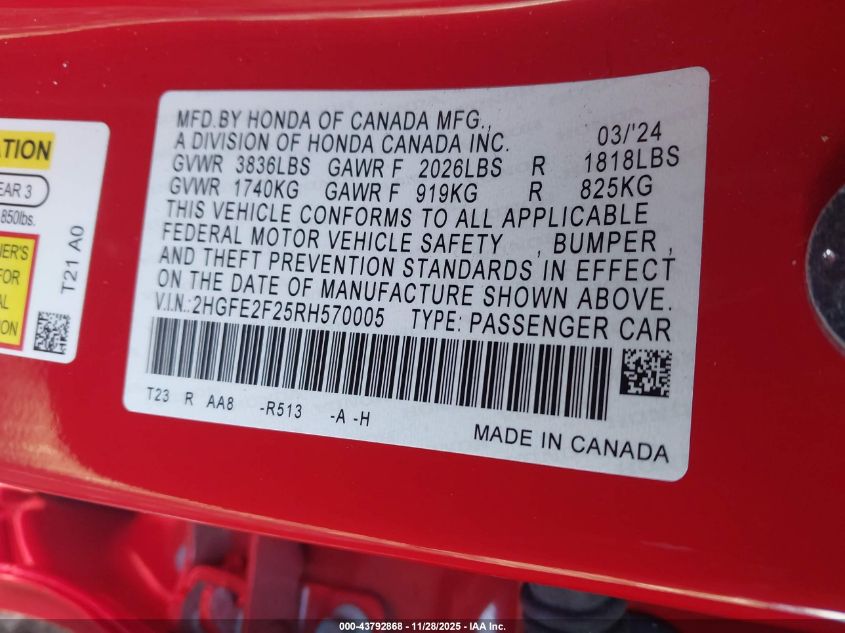 MFD. BY HONDA OF CANADA MFG.,
A DIVISION OF HONDA CANADA INC. 03/'24
GVWR 3836LBS GAWR F 2026LBS R 1818LBS
GVWR 1740KG GAWR F 919KG R 825KG
THIS VEHICLE CONFORMS TO ALL APPLICABLE
FEDERAL MOTOR VEHICLE SAFETY , BUMPER ,
AND THEFT PREVENTION STANDARDS IN EFFECT
ON THE DATE OF MANUFACTURE SHOWN ABOVE.
V.I.N.:2HGFE2F25RH570005 TYPE: PASSENGER CAR
T23 R AA8 -R513 -A -H
MADE IN CANADA
EAR 3
850lbs.
T21 A0
FOR
000-43792868 - 11/28/2025 - IAA Inc.